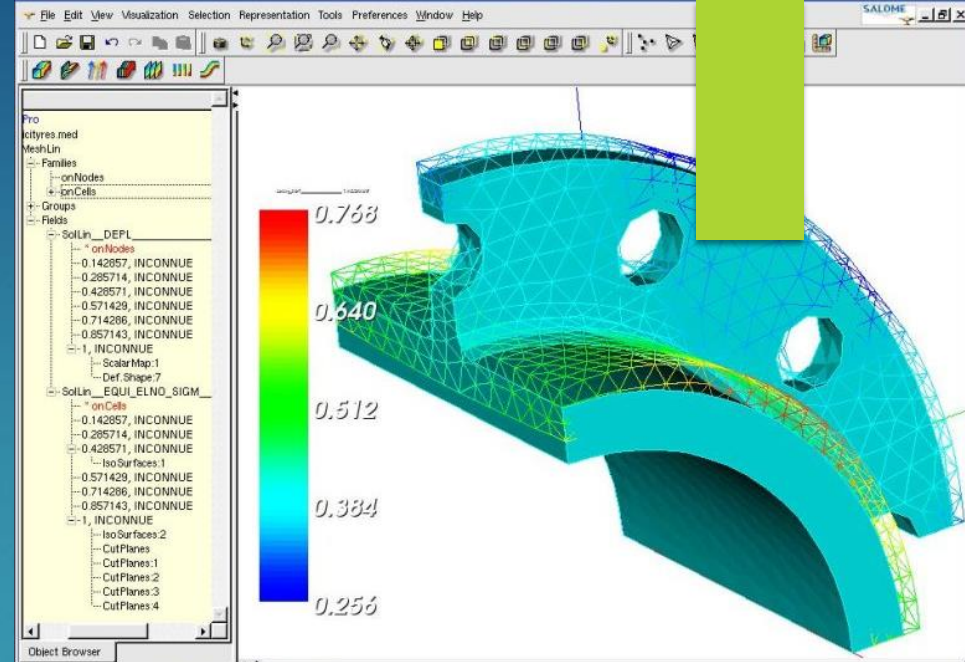 File Edit View Visualization Selection Representation Tools Preferences Window Help
SALOME
Pro
icityres.med
MeshLin
Families
onNodes
onCells
Groups
Fields
SolLin__DEPL
* onNodes
0.142857, INCONNUE
0.285714, INCONNUE
0.428571, INCONNUE
0.571429, INCONNUE
0.714286, INCONNUE
0.857143, INCONNUE
1, INCONNUE
ScalarMap:1
Def.Shape:7
SolLin__EQUI_ELNO_SIGM
* onCells
0.142857, INCONNUE
0.285714, INCONNUE
0.428571, INCONNUE
IsoSurfaces:1
0.571429, INCONNUE
0.714286, INCONNUE
0.857143, INCONNUE
1, INCONNUE
IsoSurfaces:2
CutPlanes
CutPlanes:1
CutPlanes:2
CutPlanes:3
CutPlanes:4
Object Browser
0.768
0.640
0.512
0.384
0.256